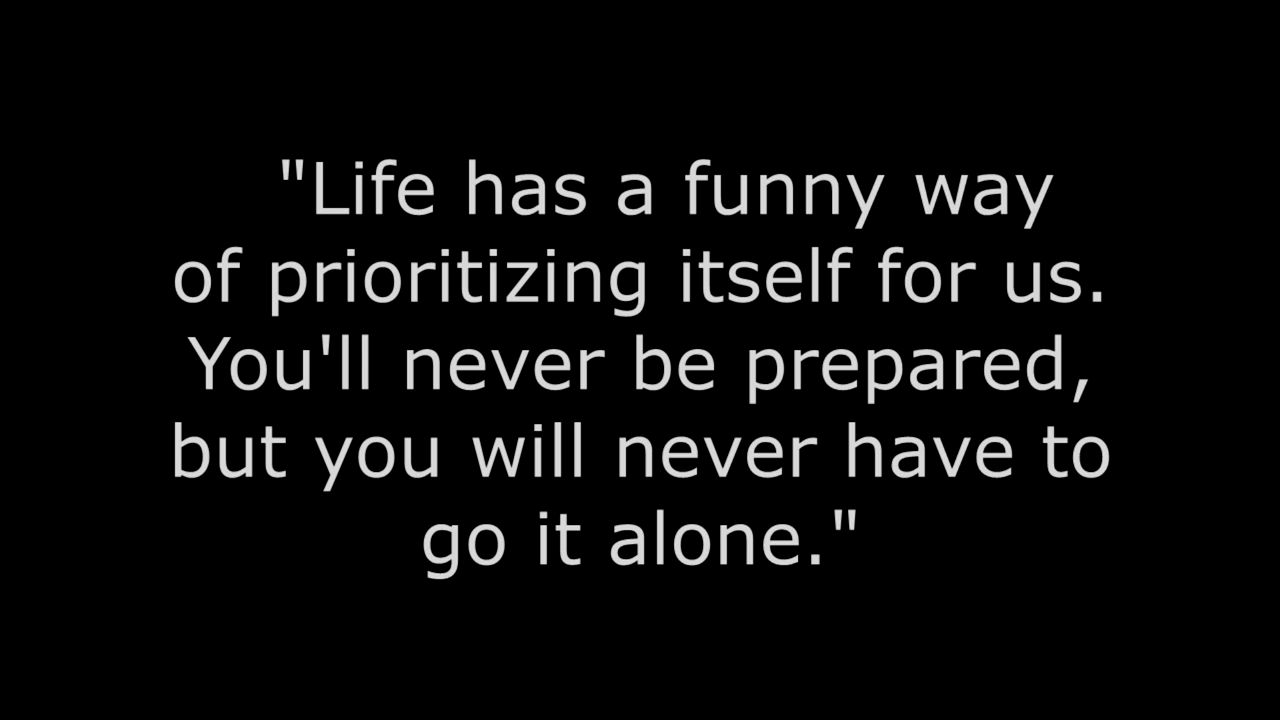 "Life has a funny way
of prioritizing itself for us.
You'll never be prepared,
but you will never have to
go it alone."